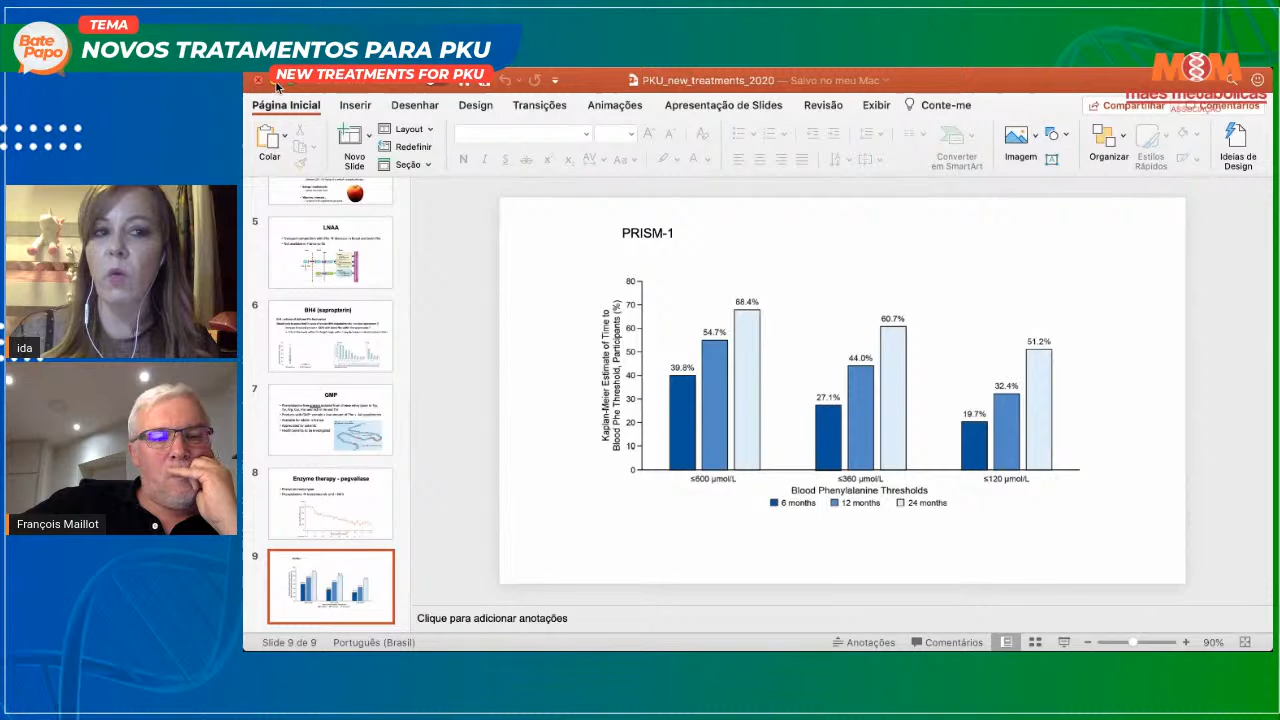 Bate
Papo
TEMA
NOVOS TRATAMENTOS PARA PKU
NEW TREATMENTS FOR PKU
MM
mães metabólicas
ASSOCIAÇÃO
PKU_new_treatments_2020 — Salvo no meu Mac
Página Inicial Inserir Desenhar Design Transições Animações Apresentação de Slides Revisão Exibir Conte-me
Compartilhar Comentários
Colar
Novo
Slide
Layout
Redefinir
Seção
N I S
Converter
em SmartArt
Imagem
Organizar
Estilos
Rápidos
Ideias de
Design
5
LNAA
6
BH4 (sapropterin)
7
GMP
8
Enzyme therapy - pegvaliase
9
PRISM-1
Kaplan-Meier Estimate of Time to
Blood Phe Threshold, Participants (%)
80
70
60
50
40
30
20
10
0
39.8% 54.7% 68.4%
27.1% 44.0% 60.7%
19.7% 32.4% 51.2%
≤600 µmol/L ≤360 µmol/L ≤120 µmol/L
Blood Phenylalanine Thresholds
6 months 12 months 24 months
ida
François Maillot
Clique para adicionar anotações
Slide 9 de 9 Português (Brasil) Anotações Comentários 90%